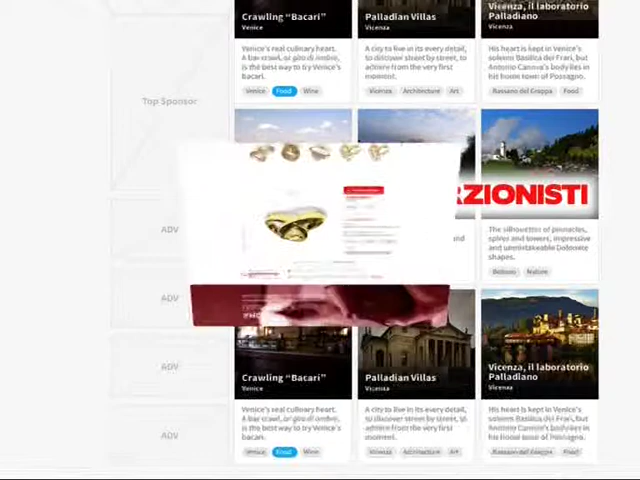 Crawling “Bacari”
Venice
Palladian Villas
Vicenza
Vicenza, il laboratorio
Palladiano
Vicenza
Venice's real culinary heart.
A bar crawl, or giro di ombre,
is the best way to try Venice's
bacari.
A city to live in its every detail,
to discover street by street, to
admire from the very first
moment.
His heart is kept in Venice's
solemn Basilica dei Frari, but
Antonio Canova's body lies in
his home town of Possagno.
Venice Food Wine
Vicenza Architecture Art
Bassano del Grappa Food
Top Sponsor
RZIONISTI
ADV
and
The silhouettes of pinnacles,
spires and towers, impressive
and unmistakeable Dolomite
shapes.
Belluno Nature
ADV
ADV
Crawling “Bacari”
Venice
Palladian Villas
Vicenza
Vicenza, il laboratorio
Palladiano
Vicenza
Venice's real culinary heart.
A bar crawl, or giro di ombre,
is the best way to try Venice's
bacari.
A city to live in its every detail,
to discover street by street, to
admire from the very first
moment.
His heart is kept in Venice's
solemn Basilica dei Frari, but
Antonio Canova's body lies in
his home town of Possagno.
ADV
Venice Food Wine
Vicenza Architecture Art
Bassano del Grappa Food